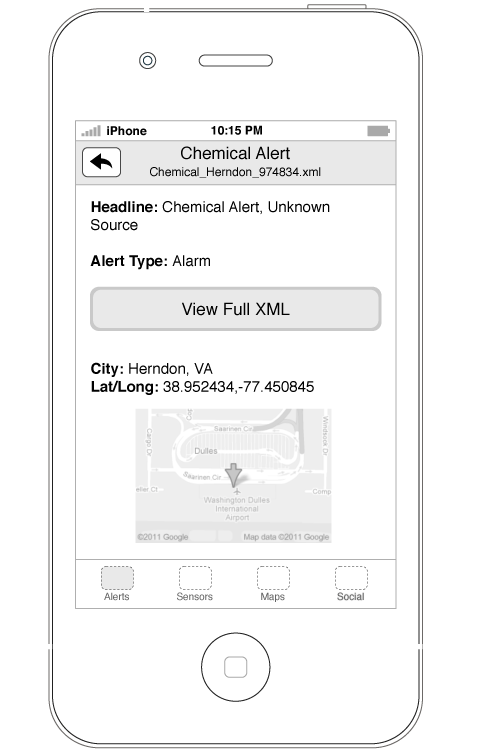 iPhone 10:15 PM
Chemical Alert
Chemical_Herndon_974834.xml
Headline: Chemical Alert, Unknown
Source
Alert Type: Alarm
View Full XML
City: Herndon, VA
Lat/Long: 38.952434,-77.450845
Saarinen Cir
Cargo Dr
Windsock Dr
Dulles
Saarinen Cir
eller Ct
Comp
Washington Dulles
International
Airport
©2011 Google Map data ©2011 Google
Alerts Sensors Maps Social